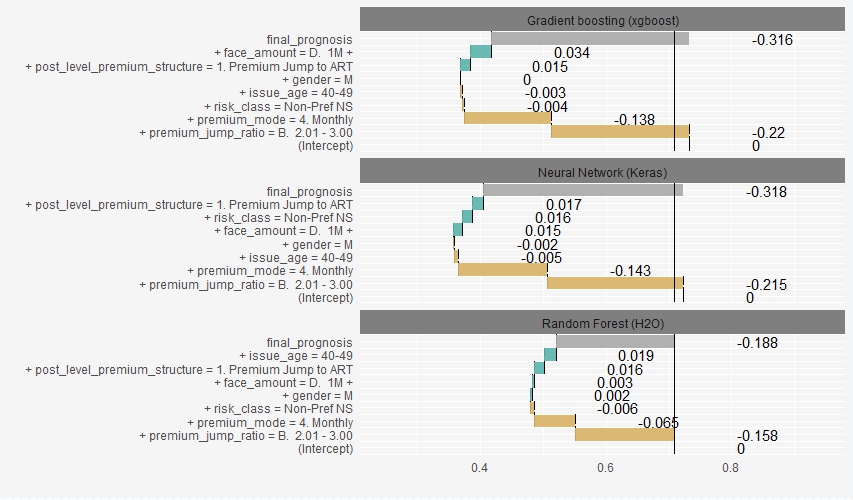 Gradient boosting (xgboost)
final_prognosis -0.316
+ face_amount = D.  1M + 0.034
+ post_level_premium_structure = 1. Premium Jump to ART 0.015
+ gender = M 0
+ issue_age = 40-49 -0.003
+ risk_class = Non-Pref NS -0.004
+ premium_mode = 4. Monthly -0.138
+ premium_jump_ratio = B.  2.01 - 3.00 -0.22
(Intercept) 0
Neural Network (Keras)
final_prognosis -0.318
+ post_level_premium_structure = 1. Premium Jump to ART 0.017
+ risk_class = Non-Pref NS 0.016
+ face_amount = D.  1M + 0.015
+ gender = M -0.002
+ issue_age = 40-49 -0.005
+ premium_mode = 4. Monthly -0.143
+ premium_jump_ratio = B.  2.01 - 3.00 -0.215
(Intercept) 0
Random Forest (H2O)
final_prognosis -0.188
+ issue_age = 40-49 0.019
+ post_level_premium_structure = 1. Premium Jump to ART 0.016
+ face_amount = D.  1M + 0.003
+ gender = M 0.002
+ risk_class = Non-Pref NS -0.006
+ premium_mode = 4. Monthly -0.065
+ premium_jump_ratio = B.  2.01 - 3.00 -0.158
(Intercept) 0
0.4 0.6 0.8